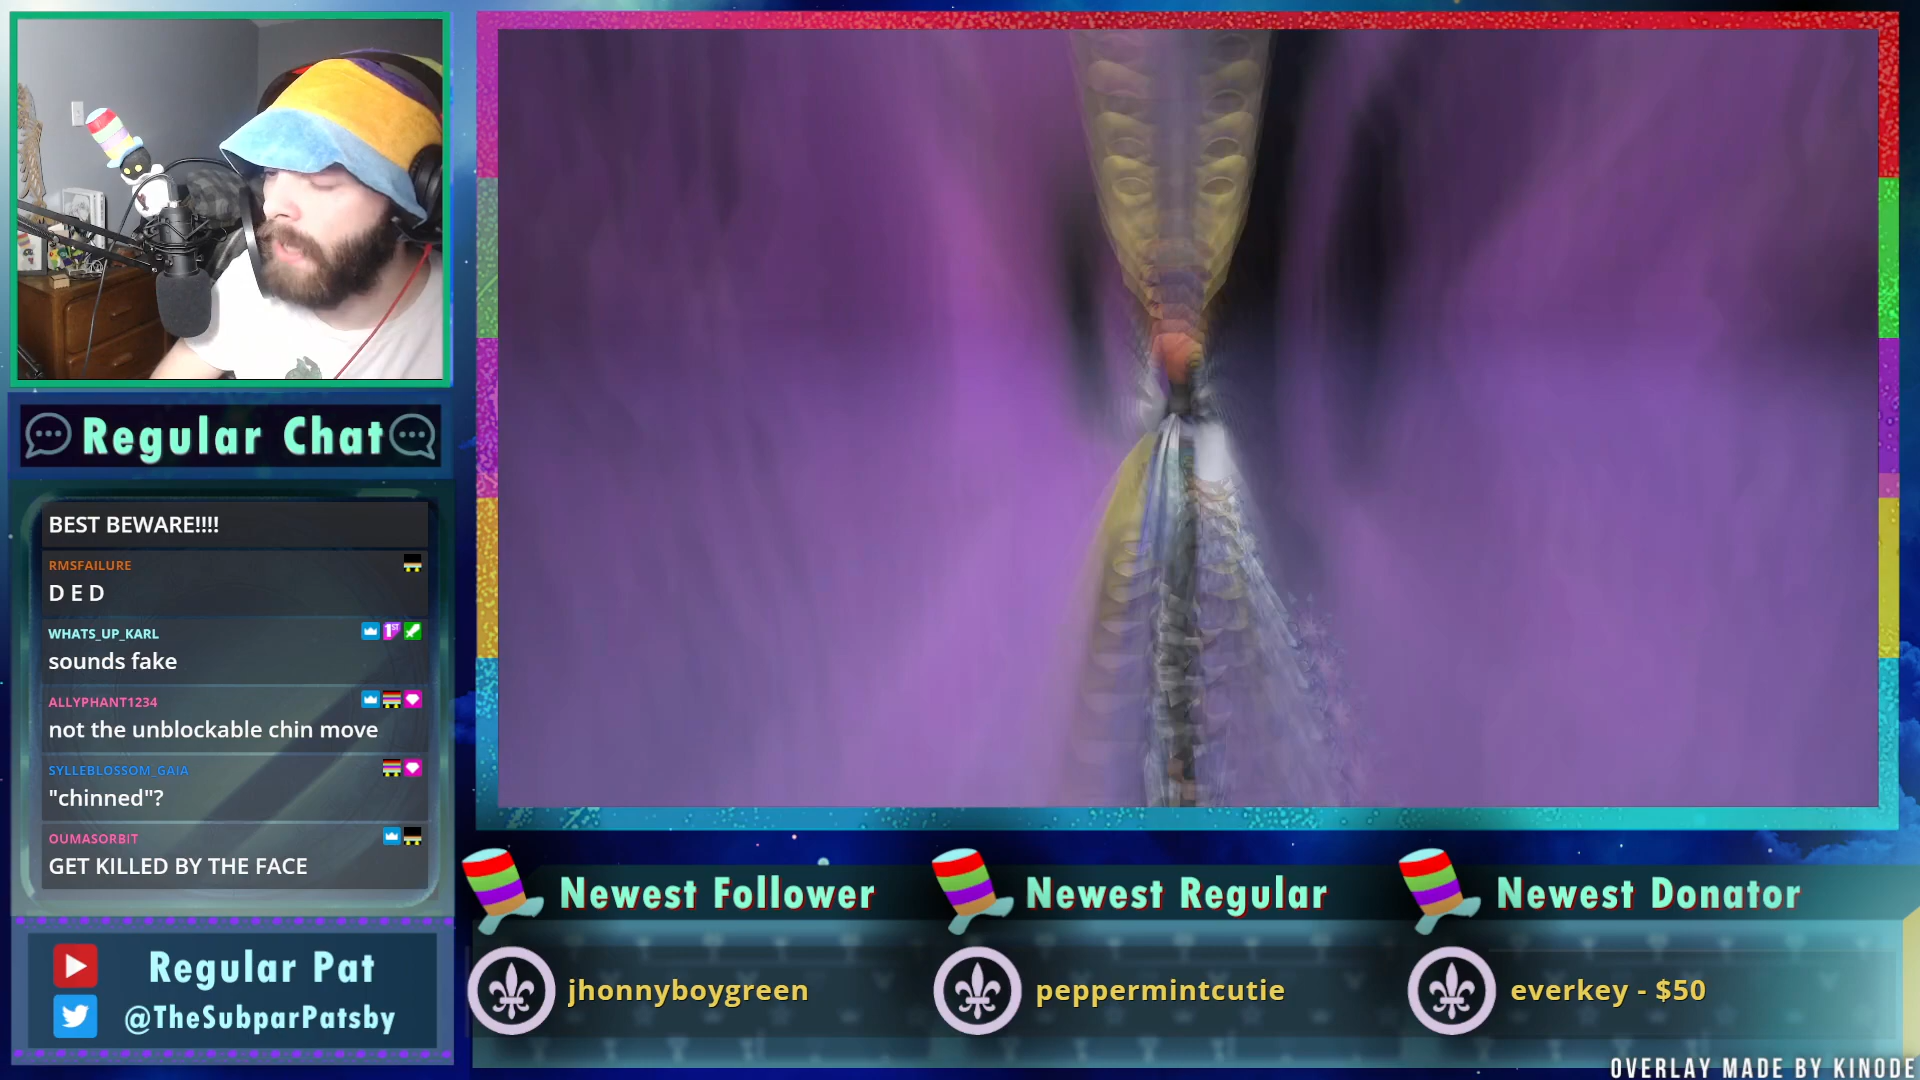 Regular Chat
BEST BEWARE!!!!
RMSFAILURE
D E D
WHATS_UP_KARL
1ST
sounds fake
ALLYPHANT1234
not the unblockable chin move
SYLLEBLOSSOM_GAIA
"chinned"?
OUMASORBIT
GET KILLED BY THE FACE
Regular Pat
@TheSubparPatsby
Newest Follower
jhonnyboygreen
Newest Regular
peppermintcutie
Newest Donator
everkey - $50
OVERLAY MADE BY KINODE